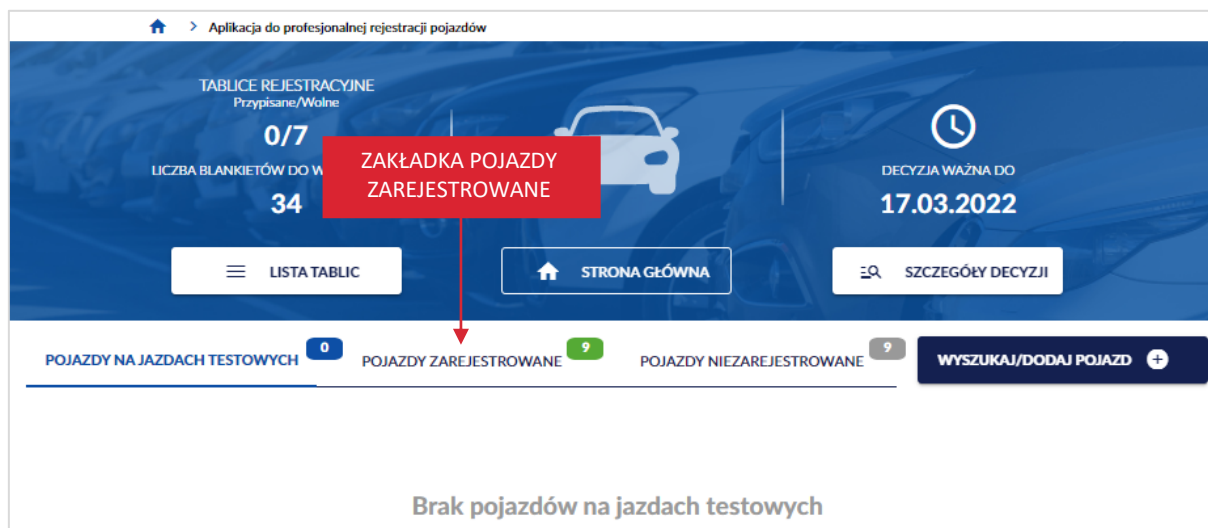 > Aplikacja do profesjonalnej rejestracji pojazdów
TABLICE REJESTRACYJNE
Przypisane/Wolne
0/7
LICZBA BLANKIETÓW DO
34
ZAKŁADKA POJAZDY
ZAREJESTROWANE
DECYZJA WAŻNA DO
17.03.2022
LISTA TABLIC
STRONA GŁÓWNA
SZCZEGÓŁY DECYZJI
POJAZDY NA JAZDACH TESTOWYCH 0
POJAZDY ZAREJESTROWANE 9
POJAZDY NIEZAREJESTROWANE 9
WYSZUKAJ/DODAJ POJAZD +
Brak pojazdów na jazdach testowych